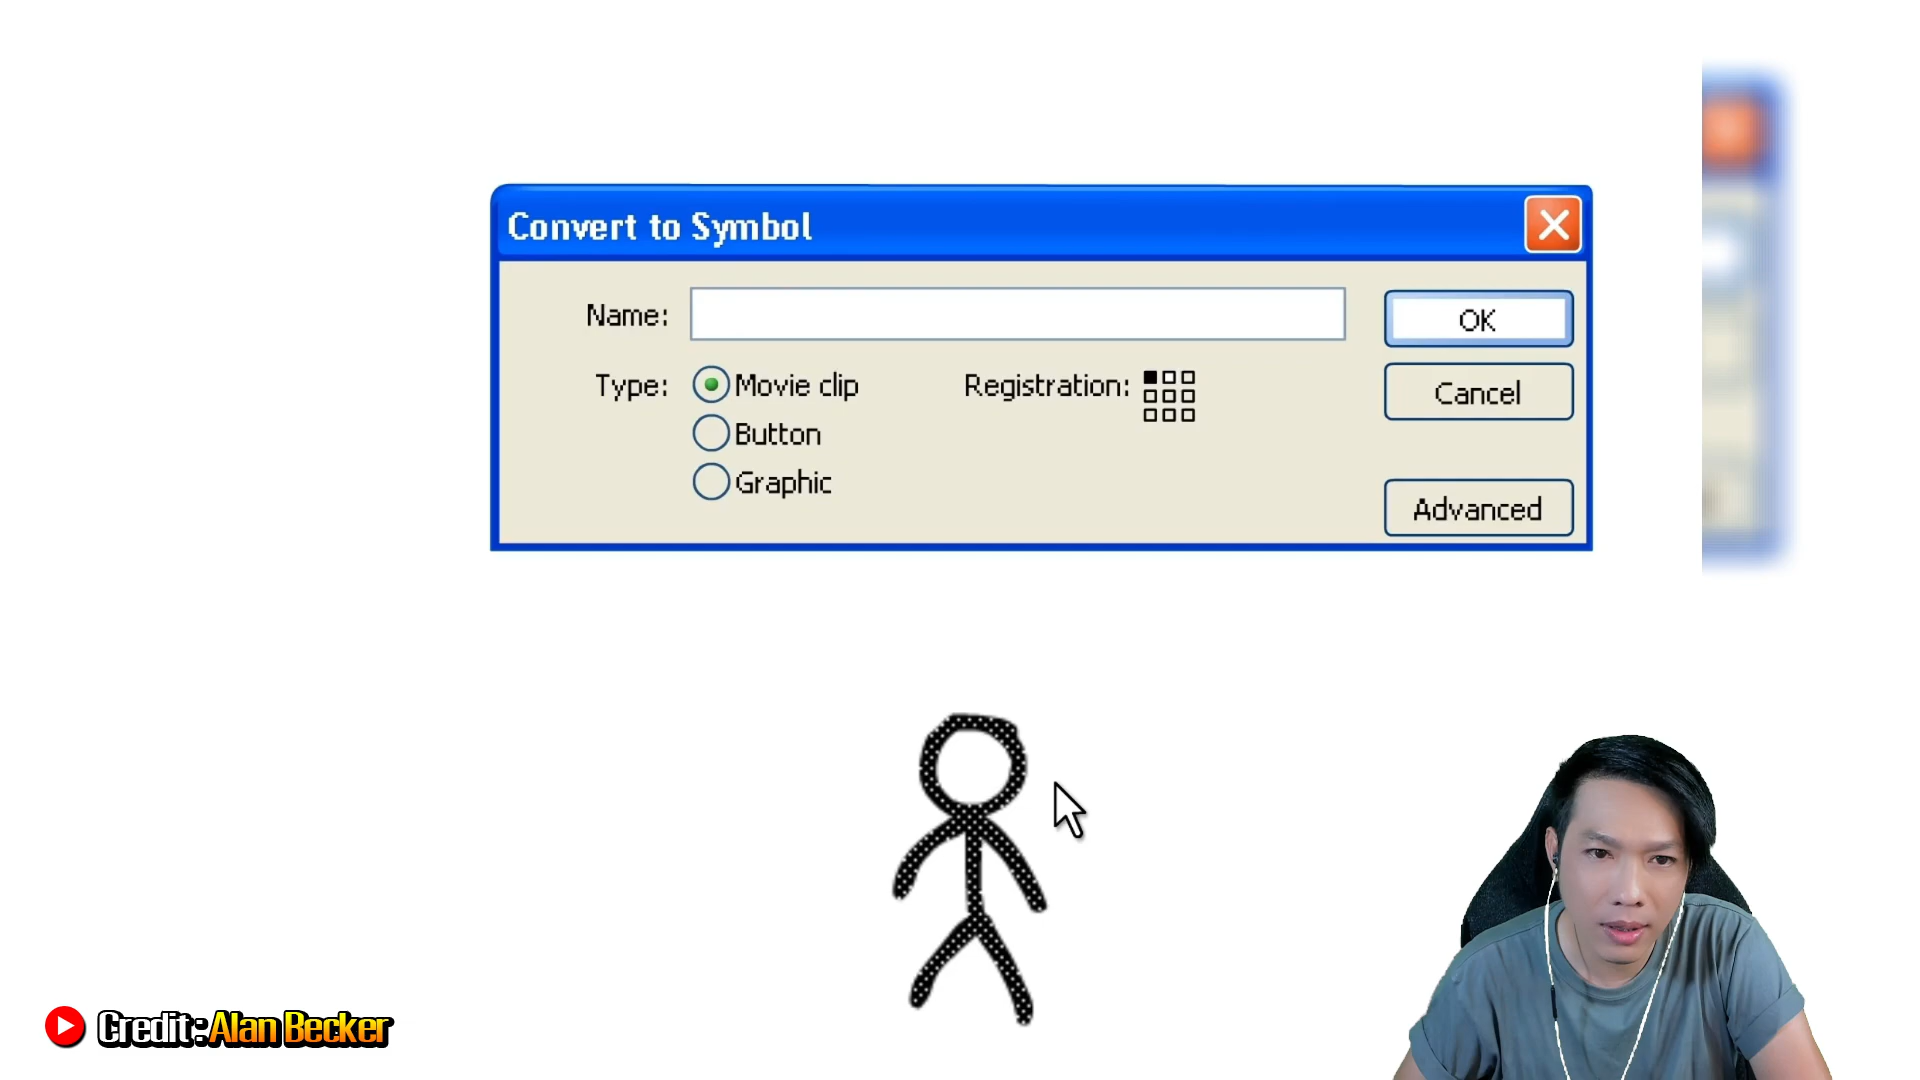 Convert to Symbol
Name:
OK
Type:
Movie clip
Registration:
Cancel
Button
Graphic
Advanced
Credit : Alan Becker